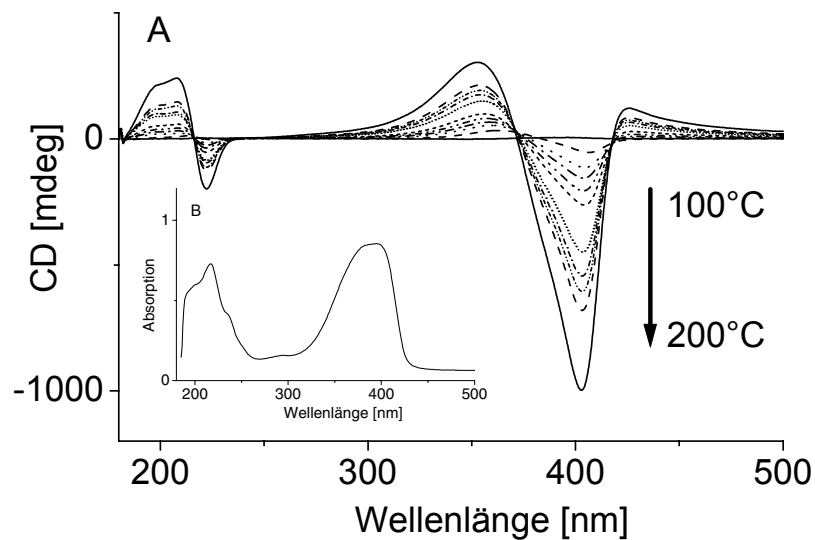 A
0
CD [mdeg]
-1000
100°C
200°C
200 300 400 500
Wellenlänge [nm]
B
1
Absorption
0
200 300 400 500
Wellenlänge [nm]